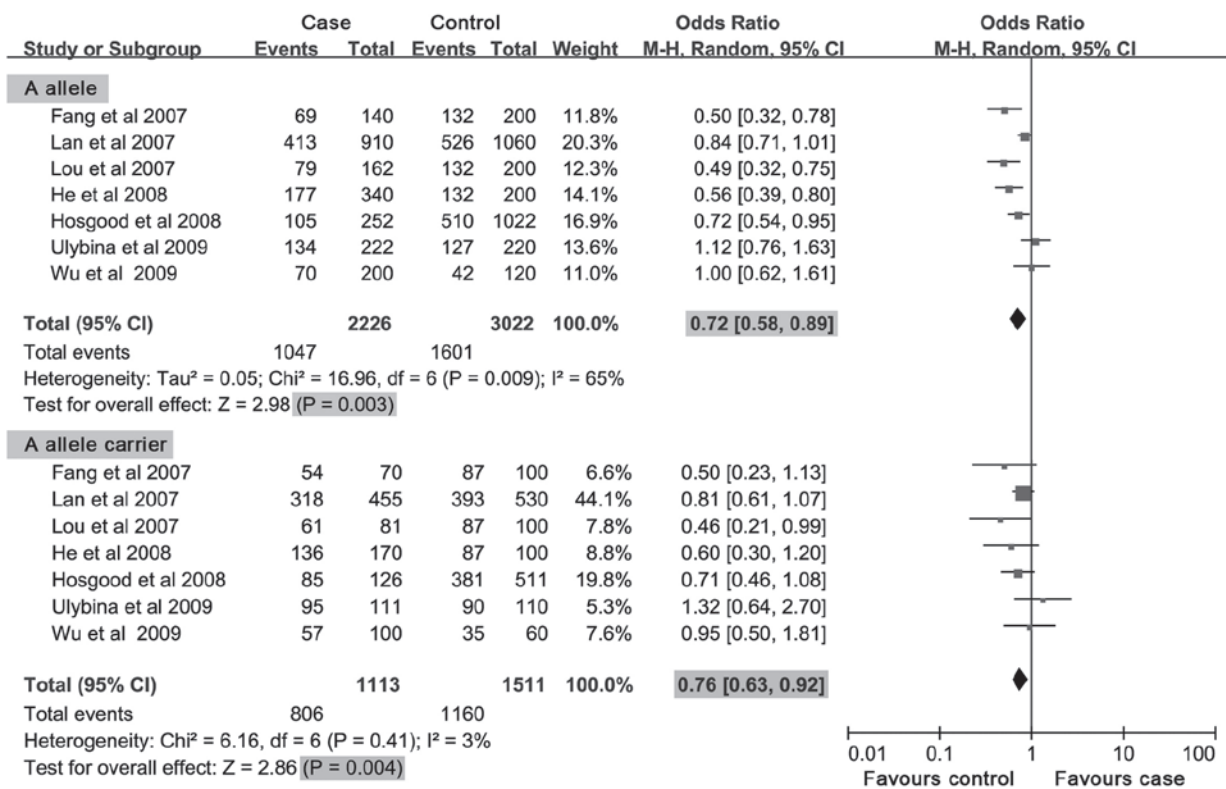 Case Control Odds Ratio Odds Ratio
Study or Subgroup Events Total Events Total Weight M-H, Random, 95% CI M-H, Random, 95% CI
A allele
Fang et al 2007 69 140 132 200 11.8% 0.50 [0.32, 0.78]
Lan et al 2007 413 910 526 1060 20.3% 0.84 [0.71, 1.01]
Lou et al 2007 79 162 132 200 12.3% 0.49 [0.32, 0.75]
He et al 2008 177 340 132 200 14.1% 0.56 [0.39, 0.80]
Hosgood et al 2008 105 252 510 1022 16.9% 0.72 [0.54, 0.95]
Ulybina et al 2009 134 222 127 220 13.6% 1.12 [0.76, 1.63]
Wu et al 2009 70 200 42 120 11.0% 1.00 [0.62, 1.61]
Total (95% CI) 2226 3022 100.0% 0.72 [0.58, 0.89]
Total events 1047 1601
Heterogeneity: Tau² = 0.05; Chi² = 16.96, df = 6 (P = 0.009); I² = 65%
Test for overall effect: Z = 2.98 (P = 0.003)
A allele carrier
Fang et al 2007 54 70 87 100 6.6% 0.50 [0.23, 1.13]
Lan et al 2007 318 455 393 530 44.1% 0.81 [0.61, 1.07]
Lou et al 2007 61 81 87 100 7.8% 0.46 [0.21, 0.99]
He et al 2008 136 170 87 100 8.8% 0.60 [0.30, 1.20]
Hosgood et al 2008 85 126 381 511 19.8% 0.71 [0.46, 1.08]
Ulybina et al 2009 95 111 90 110 5.3% 1.32 [0.64, 2.70]
Wu et al 2009 57 100 35 60 7.6% 0.95 [0.50, 1.81]
Total (95% CI) 1113 1511 100.0% 0.76 [0.63, 0.92]
Total events 806 1160
Heterogeneity: Chi² = 6.16, df = 6 (P = 0.41); I² = 3%
Test for overall effect: Z = 2.86 (P = 0.004)
0.01 0.1 1 10 100
Favours control Favours case